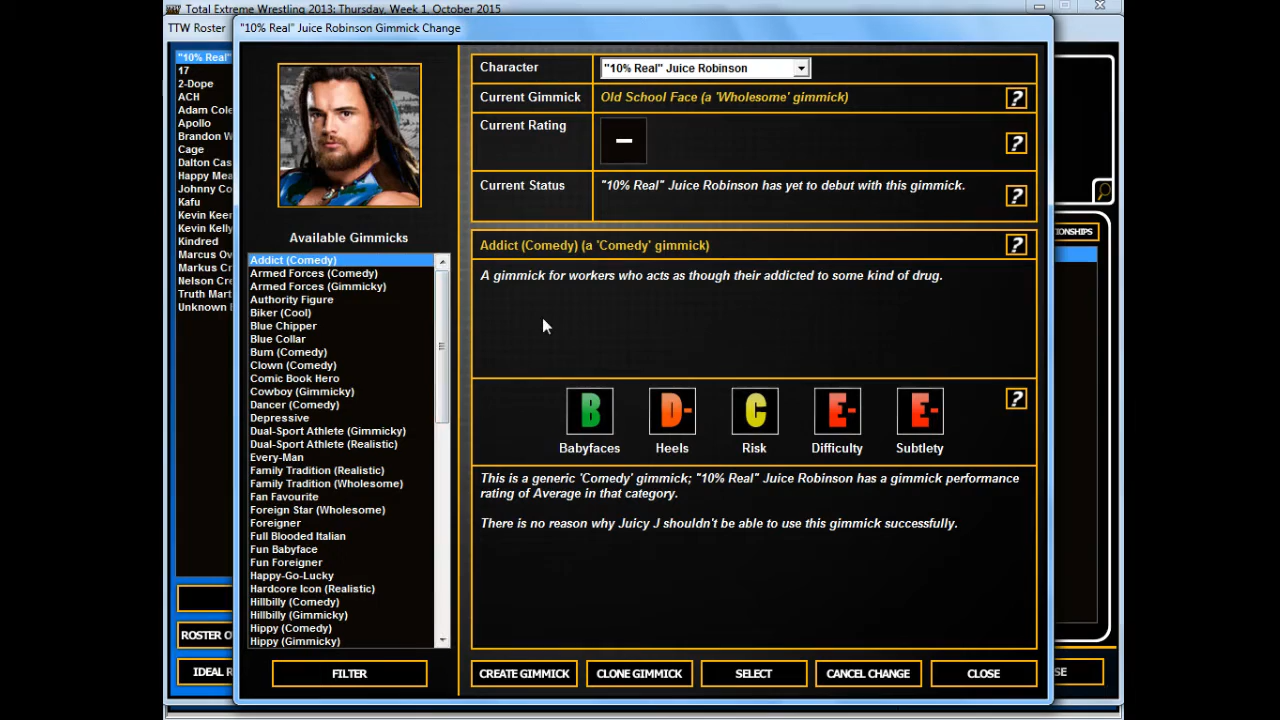 Total Extreme Wrestling 2013: Thursday, Week 1, October 2015
TTW Roster
"10% Real" Juice Robinson Gimmick Change
"10% Real"
17
2-Dope
ACH
Adam Cole
Apollo
Brandon W
Cage
Dalton Cas
Happy Mea
Johnny Co
Kafu
Kevin Keen
Kevin Kelly
Kindred
Marcus Ov
Markus Cr
Nelson Cre
Truth Mart
Unknown
ROSTER O
IDEAL R
Available Gimmicks
Addict (Comedy)
Armed Forces (Comedy)
Armed Forces (Gimmicky)
Authority Figure
Biker (Cool)
Blue Chipper
Blue Collar
Bum (Comedy)
Clown (Comedy)
Comic Book Hero
Cowboy (Gimmicky)
Dancer (Comedy)
Depressive
Dual-Sport Athlete (Gimmicky)
Dual-Sport Athlete (Realistic)
Every-Man
Family Tradition (Realistic)
Family Tradition (Wholesome)
Fan Favourite
Foreign Star (Wholesome)
Foreigner
Full Blooded Italian
Fun Babyface
Fun Foreigner
Happy-Go-Lucky
Hardcore Icon (Realistic)
Hillbilly (Comedy)
Hillbilly (Gimmicky)
Hippy (Comedy)
Hippy (Gimmicky)
FILTER
Character "10% Real" Juice Robinson
Current Gimmick Old School Face (a 'Wholesome' gimmick) ?
Current Rating - ?
Current Status "10% Real" Juice Robinson has yet to debut with this gimmick. ?
Addict (Comedy) (a 'Comedy' gimmick) ?
A gimmick for workers who acts as though their addicted to some kind of drug.
B D- C E- E- ?
Babyfaces Heels Risk Difficulty Subtlety
This is a generic 'Comedy' gimmick; "10% Real" Juice Robinson has a gimmick performance
rating of Average in that category.
There is no reason why Juicy J shouldn't be able to use this gimmick successfully.
CREATE GIMMICK CLONE GIMMICK SELECT CANCEL CHANGE CLOSE
IONSHIPS
SE